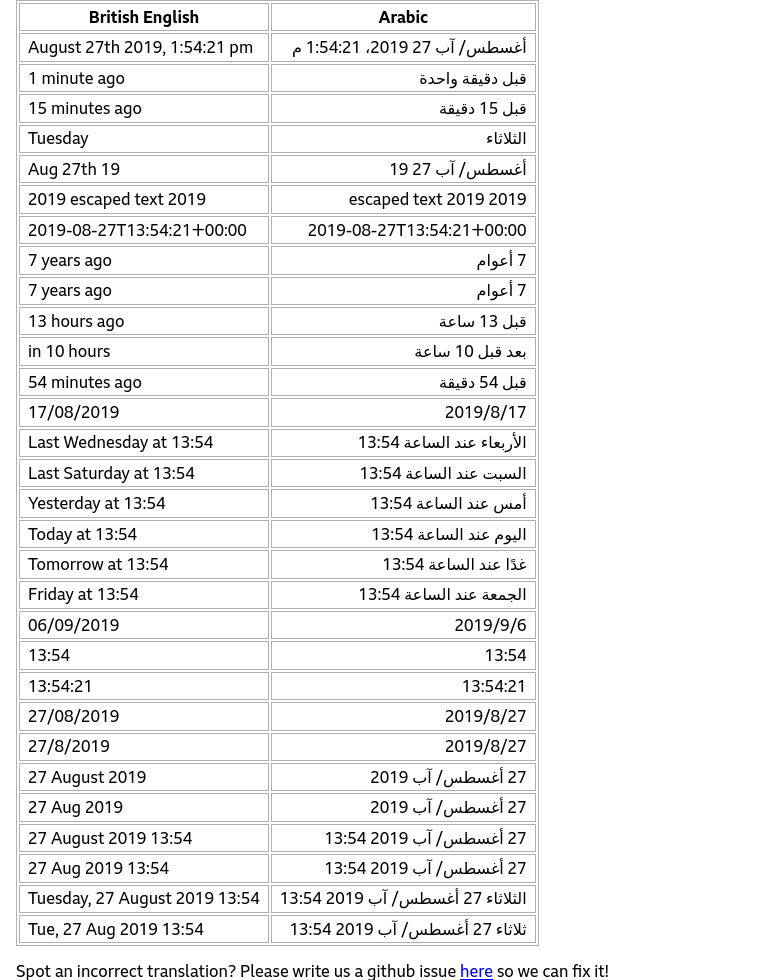 British English	Arabic
August 27th 2019, 1:54:21 pm	أغسطس/ آب 27 2019، 1:54:21 م
1 minute ago	قبل دقيقة واحدة
15 minutes ago	قبل 15 دقيقة
Tuesday	الثلاثاء
Aug 27th 19	أغسطس/ آب 27 19
2019 escaped text 2019	escaped text 2019 2019
2019-08-27T13:54:21+00:00	2019-08-27T13:54:21+00:00
7 years ago	7 أعوام
7 years ago	7 أعوام
13 hours ago	قبل 13 ساعة
in 10 hours	بعد قبل 10 ساعة
54 minutes ago	قبل 54 دقيقة
17/08/2019	2019/8/17
Last Wednesday at 13:54	الأربعاء عند الساعة 13:54
Last Saturday at 13:54	السبت عند الساعة 13:54
Yesterday at 13:54	أمس عند الساعة 13:54
Today at 13:54	اليوم عند الساعة 13:54
Tomorrow at 13:54	غدًا عند الساعة 13:54
Friday at 13:54	الجمعة عند الساعة 13:54
06/09/2019	2019/9/6
13:54	13:54
13:54:21	13:54:21
27/08/2019	2019/8/27
27/8/2019	2019/8/27
27 August 2019	27 أغسطس/ آب 2019
27 Aug 2019	27 أغسطس/ آب 2019
27 August 2019 13:54	27 أغسطس/ آب 2019 13:54
27 Aug 2019 13:54	27 أغسطس/ آب 2019 13:54
Tuesday, 27 August 2019 13:54	الثلاثاء 27 أغسطس/ آب 2019 13:54
Tue, 27 Aug 2019 13:54	ثلاثاء 27 أغسطس/ آب 2019 13:54
Spot an incorrect translation? Please write us a github issue here so we can fix it!